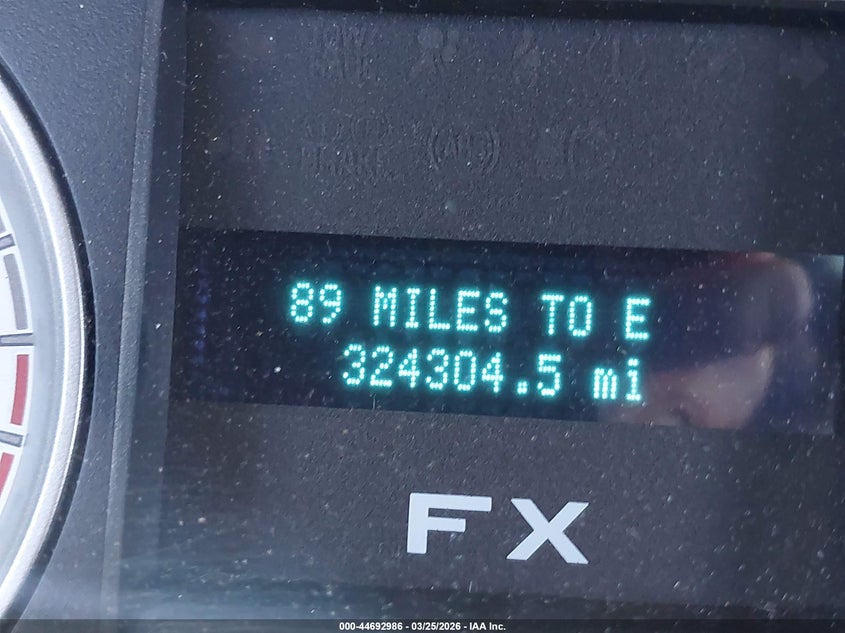 89 MILES TO E
324304.5 mi
FX
000-44692986 - 03/25/2026 - IAA Inc.